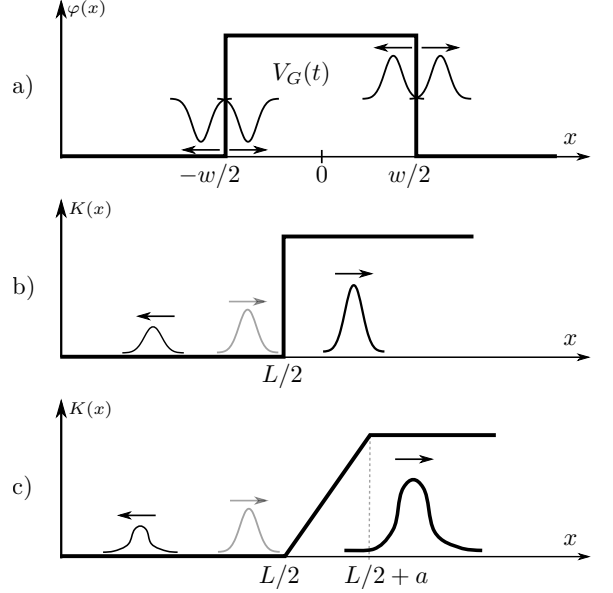 φ(x)
a)
V_G(t)
x
−w/2
0
w/2
K(x)
b)
x
L/2
K(x)
c)
x
L/2
L/2 + a